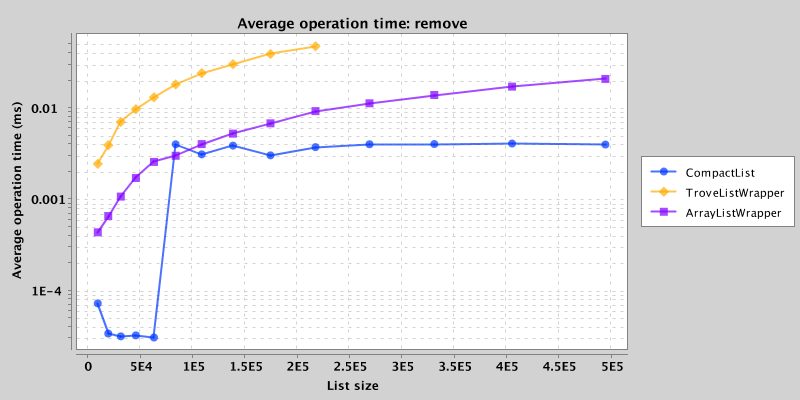 Average operation time: remove
Average operation time (ms)
0.01
0.001
1E-4
0 5E4 1E5 1.5E5 2E5 2.5E5 3E5 3.5E5 4E5 4.5E5 5E5
List size
CompactList
TroveListWrapper
ArrayListWrapper